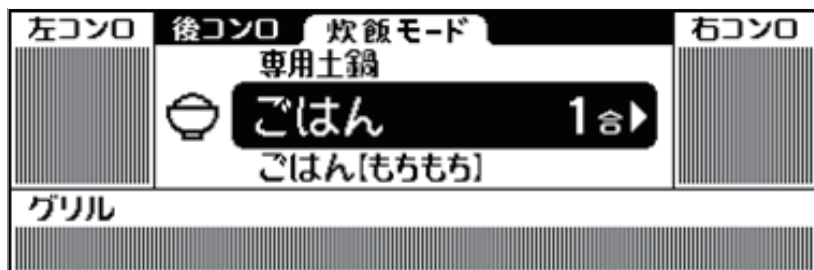 左コンロ 後コンロ 炊飯モード 右コンロ
専用土鍋
ごはん 1合
ごはん[もちもち]
グリル